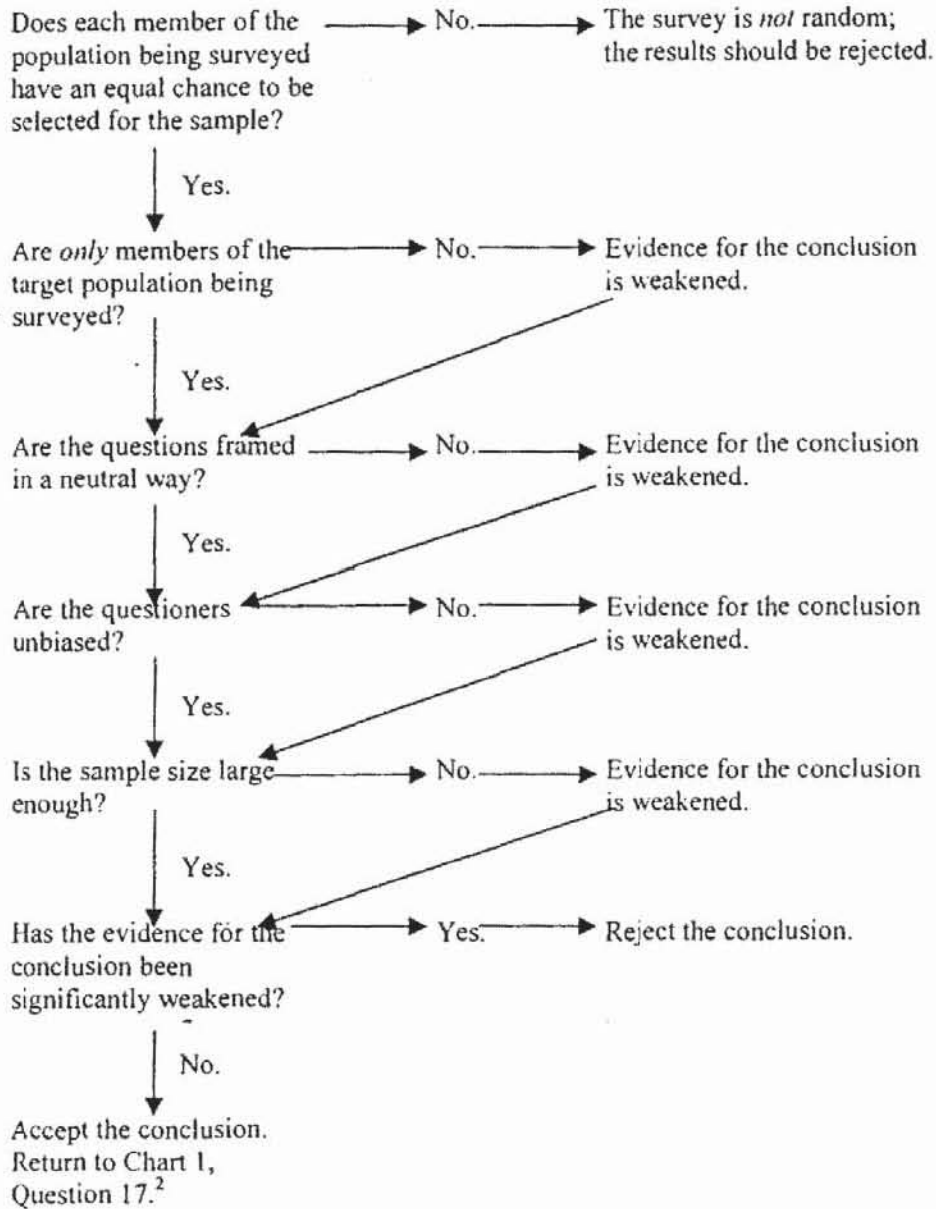 Does each member of the
population being surveyed
have an equal chance to be
selected for the sample?
No.
The survey is not random;
the results should be rejected.
Yes.
Are only members of the
target population being
surveyed?
No.
Evidence for the conclusion
is weakened.
Yes.
Are the questions framed
in a neutral way?
No.
Evidence for the conclusion
is weakened.
Yes.
Are the questioners
unbiased?
No.
Evidence for the conclusion
is weakened.
Yes.
Is the sample size large
enough?
No.
Evidence for the conclusion
is weakened.
Yes.
Has the evidence for the
conclusion been
significantly weakened?
Yes.
Reject the conclusion.
No.
Accept the conclusion.
Return to Chart 1,
Question 17.²